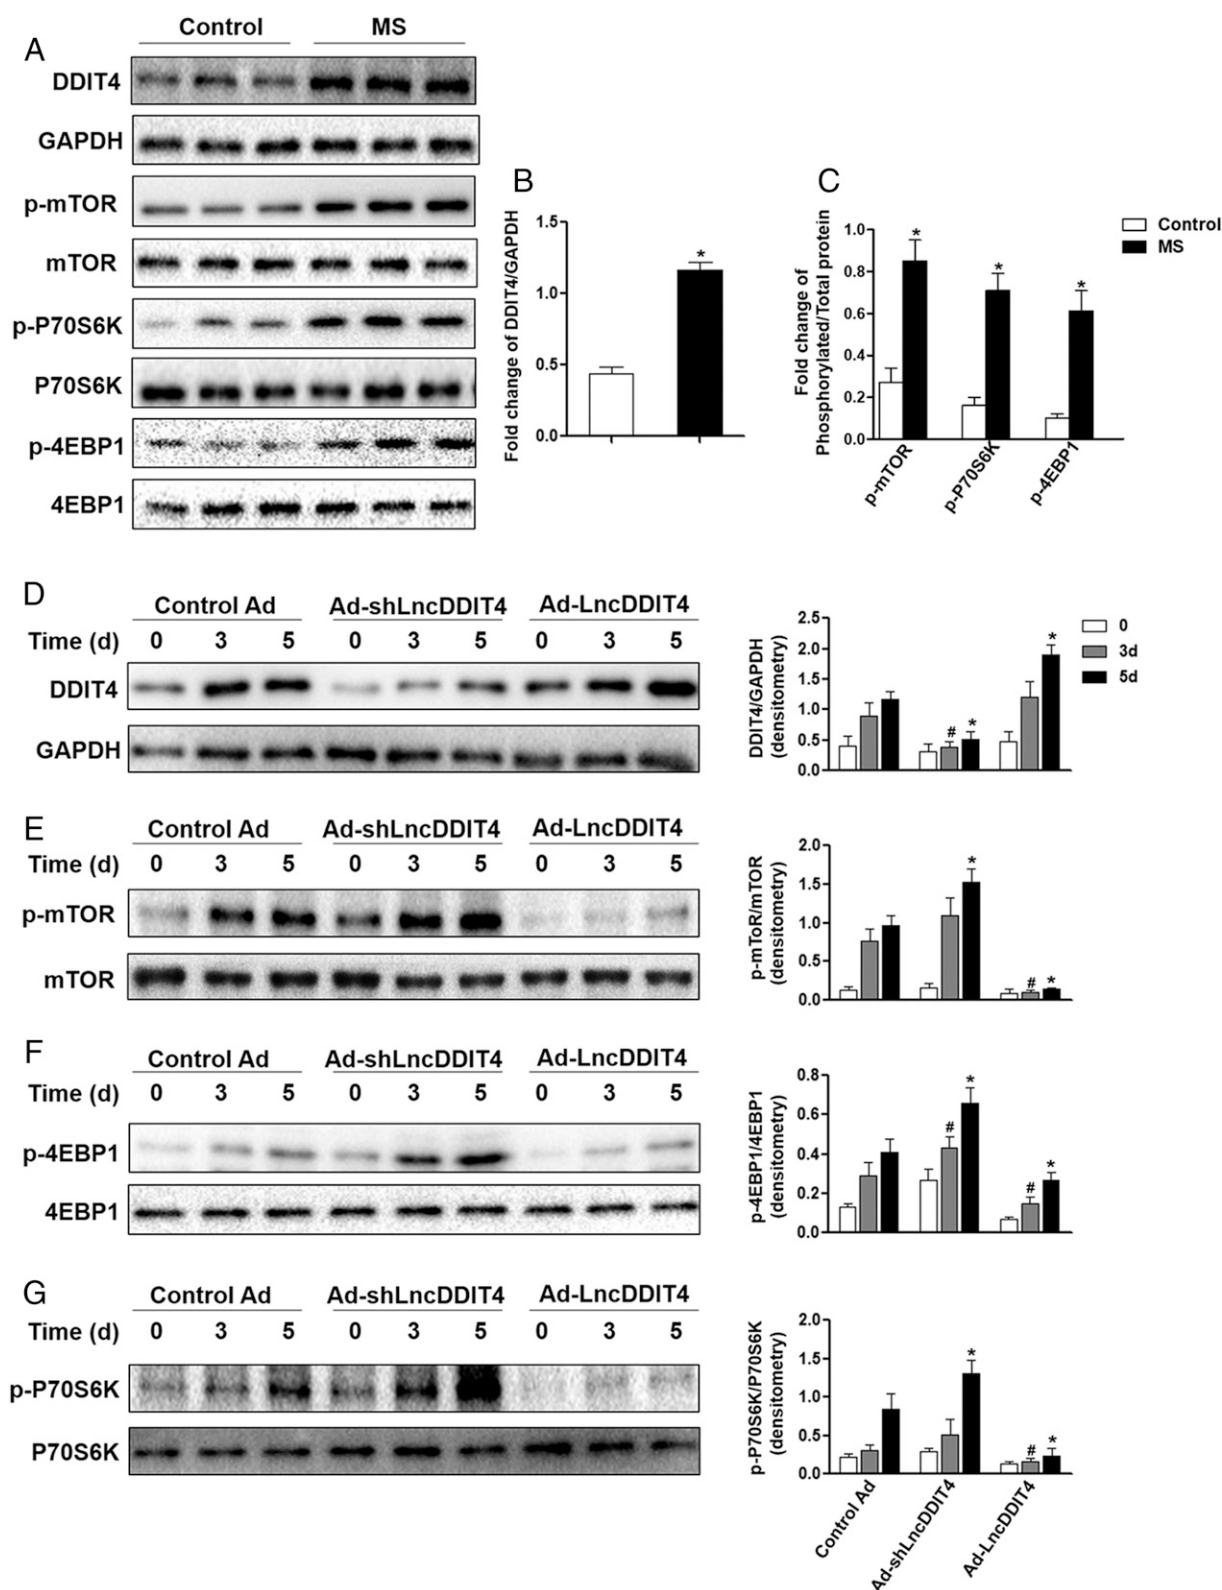 A
Control MS
DDIT4
GAPDH
p-mTOR
mTOR
p-P70S6K
P70S6K
p-4EBP1
4EBP1
B
Fold change of DDIT4/GAPDH
1.5
1.0
0.5
0.0
*
C
Fold change of
Phosphorylated/Total protein
1.0
0.8
0.6
0.4
0.2
0.0
* * *
p-mTOR p-P70S6K p-4EBP1
Control
MS
D
Control Ad Ad-shLncDDIT4 Ad-LncDDIT4
Time (d) 0 3 5 0 3 5 0 3 5
DDIT4
GAPDH
DDIT4/GAPDH
(densitometry)
2.5
2.0
1.5
1.0
0.5
0.0
# * *
0
3d
5d
E
Control Ad Ad-shLncDDIT4 Ad-LncDDIT4
Time (d) 0 3 5 0 3 5 0 3 5
p-mTOR
mTOR
p-mToR/mTOR
(densitometry)
2.0
1.5
1.0
0.5
0.0
* # *
F
Control Ad Ad-shLncDDIT4 Ad-LncDDIT4
Time (d) 0 3 5 0 3 5 0 3 5
p-4EBP1
4EBP1
p-4EBP1/4EBP1
(densitometry)
0.8
0.6
0.4
0.2
0.0
# * # *
G
Control Ad Ad-shLncDDIT4 Ad-LncDDIT4
Time (d) 0 3 5 0 3 5 0 3 5
p-P70S6K
P70S6K
p-P70S6K/P70S6K
(densitometry)
2.0
1.5
1.0
0.5
0.0
* # *
Control Ad Ad-shLncDDIT4 Ad-LncDDIT4